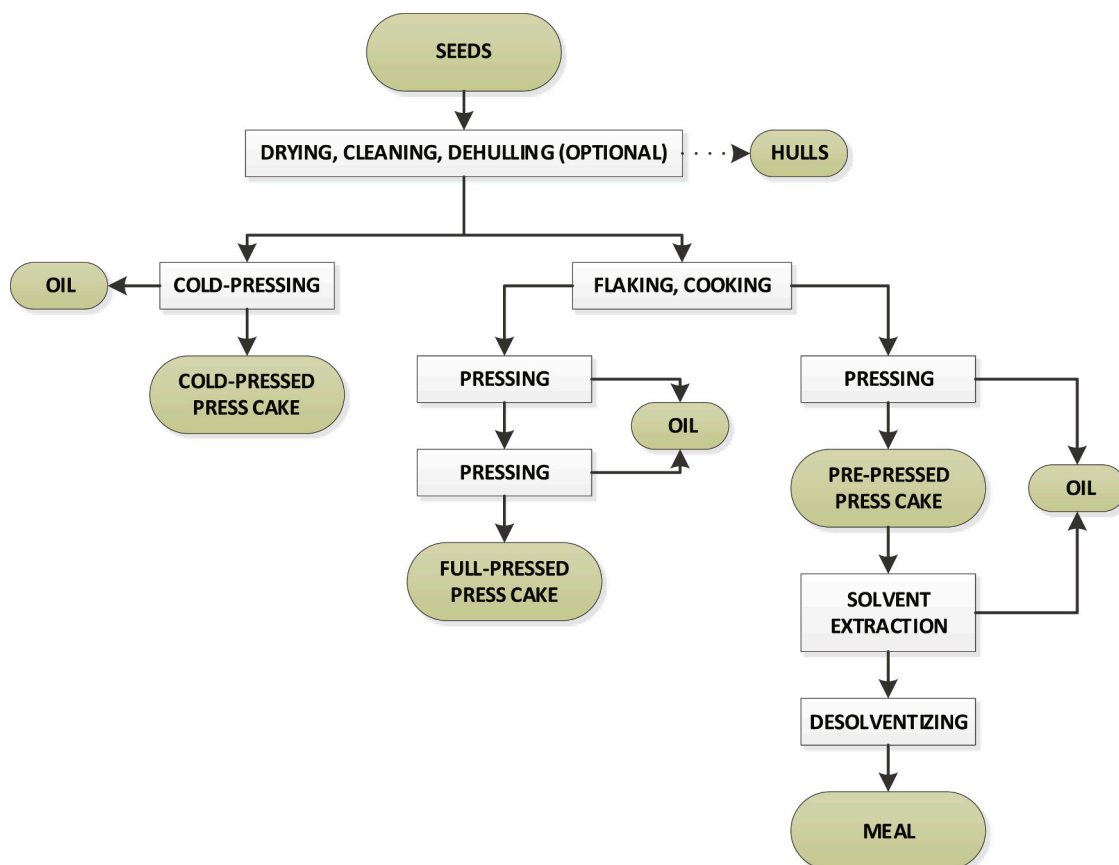 SEEDS
DRYING, CLEANING, DEHULLING (OPTIONAL)
HULLS
OIL
COLD-PRESSING
FLAKING, COOKING
COLD-PRESSED
PRESS CAKE
PRESSING
OIL
PRESSING
FULL-PRESSED
PRESS CAKE
PRESSING
PRE-PRESSED
PRESS CAKE
OIL
SOLVENT
EXTRACTION
DESOLVENTIZING
MEAL